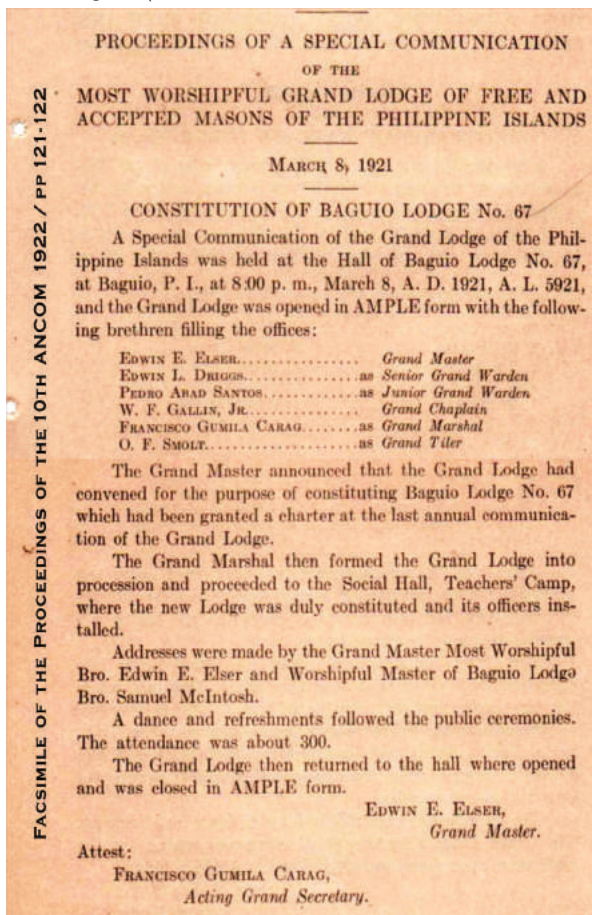 PROCEEDINGS OF A SPECIAL COMMUNICATION
OF THE
MOST WORSHIPFUL GRAND LODGE OF FREE AND
ACCEPTED MASONS OF THE PHILIPPINE ISLANDS
MARCH 8, 1921
CONSTITUTION OF BAGUIO LODGE No. 67
A Special Communication of the Grand Lodge of the Phil-
ippine Islands was held at the Hall of Baguio Lodge No. 67,
at Baguio, P. I., at 8:00 p. m., March 8, A. D. 1921, A. L. 5921,
and the Grand Lodge was opened in AMPLE form with the follow-
ing brethren filling the offices:
EDWIN E. ELSER................. Grand Master
EDWIN L. DRIGGS...............as Senior Grand Warden
PEDRO ABAD SANTOS............as Junior Grand Warden
W. F. GALLIN, JR............... Grand Chaplain
FRANCISCO GUMILA CARAG........as Grand Marshal
O. F. SMOLT....................as Grand Tiler
The Grand Master announced that the Grand Lodge had
convened for the purpose of constituting Baguio Lodge No. 67
which had been granted a charter at the last annual communica-
tion of the Grand Lodge.
The Grand Marshal then formed the Grand Lodge into
procession and proceeded to the Social Hall, Teachers' Camp,
where the new Lodge was duly constituted and its officers ins-
talled.
Addresses were made by the Grand Master Most Worshipful
Bro. Edwin E. Elser and Worshipful Master of Baguio Lodge
Bro. Samuel McIntosh.
A dance and refreshments followed the public ceremonies.
The attendance was about 300.
The Grand Lodge then returned to the hall where opened
and was closed in AMPLE form.
EDWIN E. ELSER,
Grand Master.
Attest:
FRANCISCO GUMILA CARAG,
Acting Grand Secretary.
FACSIMILE OF THE PROCEEDINGS OF THE 10TH ANCOM 1922 / PP 121-122